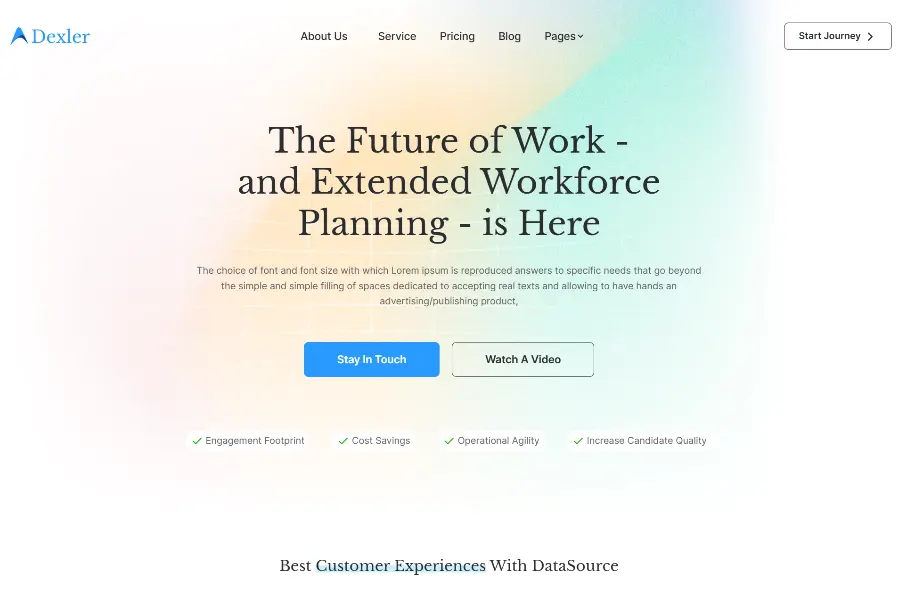 Dexler
About Us Service Pricing Blog Pages
Start Journey
The Future of Work -
and Extended Workforce
Planning - is Here
The choice of font and font size with which Lorem ipsum is reproduced answers to specific needs that go beyond
the simple and simple filling of spaces dedicated to accepting real texts and allowing to have hands an
advertising/publishing product,
Stay In Touch
Watch A Video
Engagement Footprint
Cost Savings
Operational Agility
Increase Candidate Quality
Best Customer Experiences With DataSource